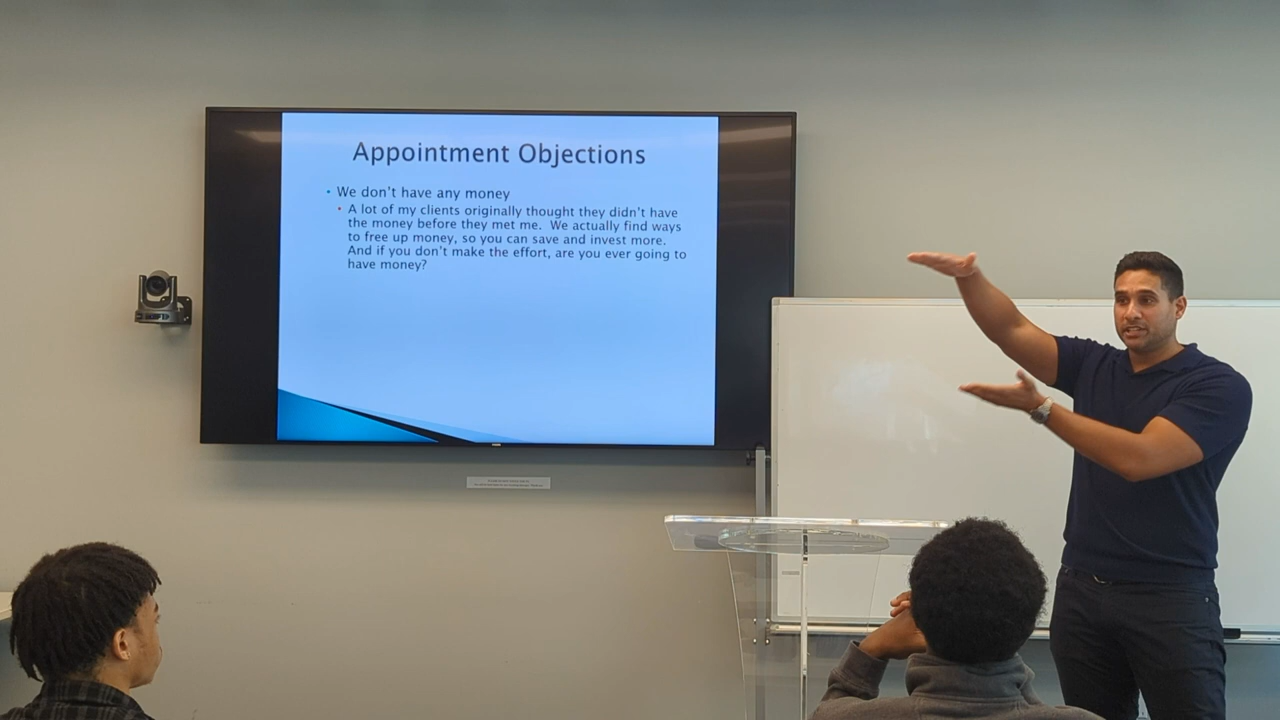 Appointment Objections
• We don't have any money
• A lot of my clients originally thought they didn't have
the money before they met me.  We actually find ways
to free up money, so you can save and invest more.
And if you don't make the effort, are you ever going to
have money?